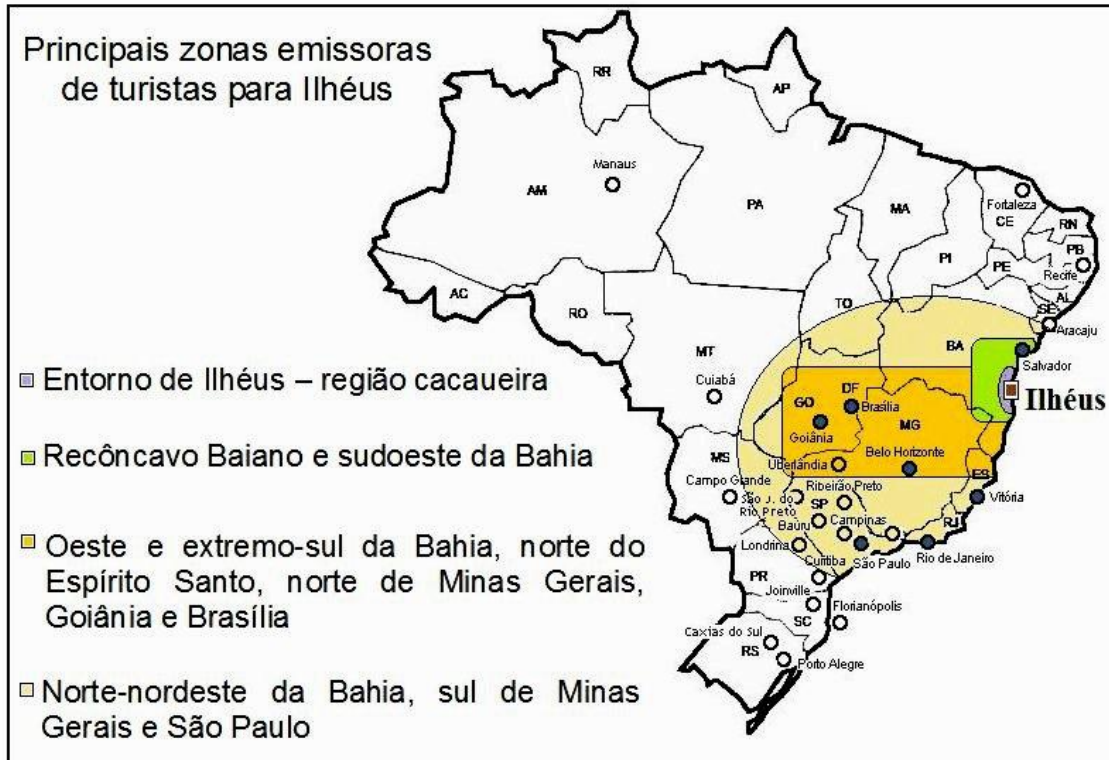 Principais zonas emissoras
de turistas para Ilhéus
RR
AP
Manaus
AM
PA
MA
Fortaleza
CE
RN
PB
PI
PE
Recife
AL
SE
Aracaju
AC
RO
TO
BA
Salvador
MT
Cuiabá
Ilhéus
DF
GO
Brasília
Goiânia
MG
Belo Horizonte
Uberlândia
ES
MS
Campo Grande
Ribeirão Preto
Vitória
São J. do
Rio Preto
SP
Baúru
Campinas
RJ
Londrina
Curitiba
São Paulo
Rio de Janeiro
PR
Joinville
Florianópolis
SC
Caxias do Sul
RS
Porto Alegre
Entorno de Ilhéus – região cacaueira
Recôncavo Baiano e sudoeste da Bahia
Oeste e extremo-sul da Bahia, norte do
Espírito Santo, norte de Minas Gerais,
Goiânia e Brasília
Norte-nordeste da Bahia, sul de Minas
Gerais e São Paulo